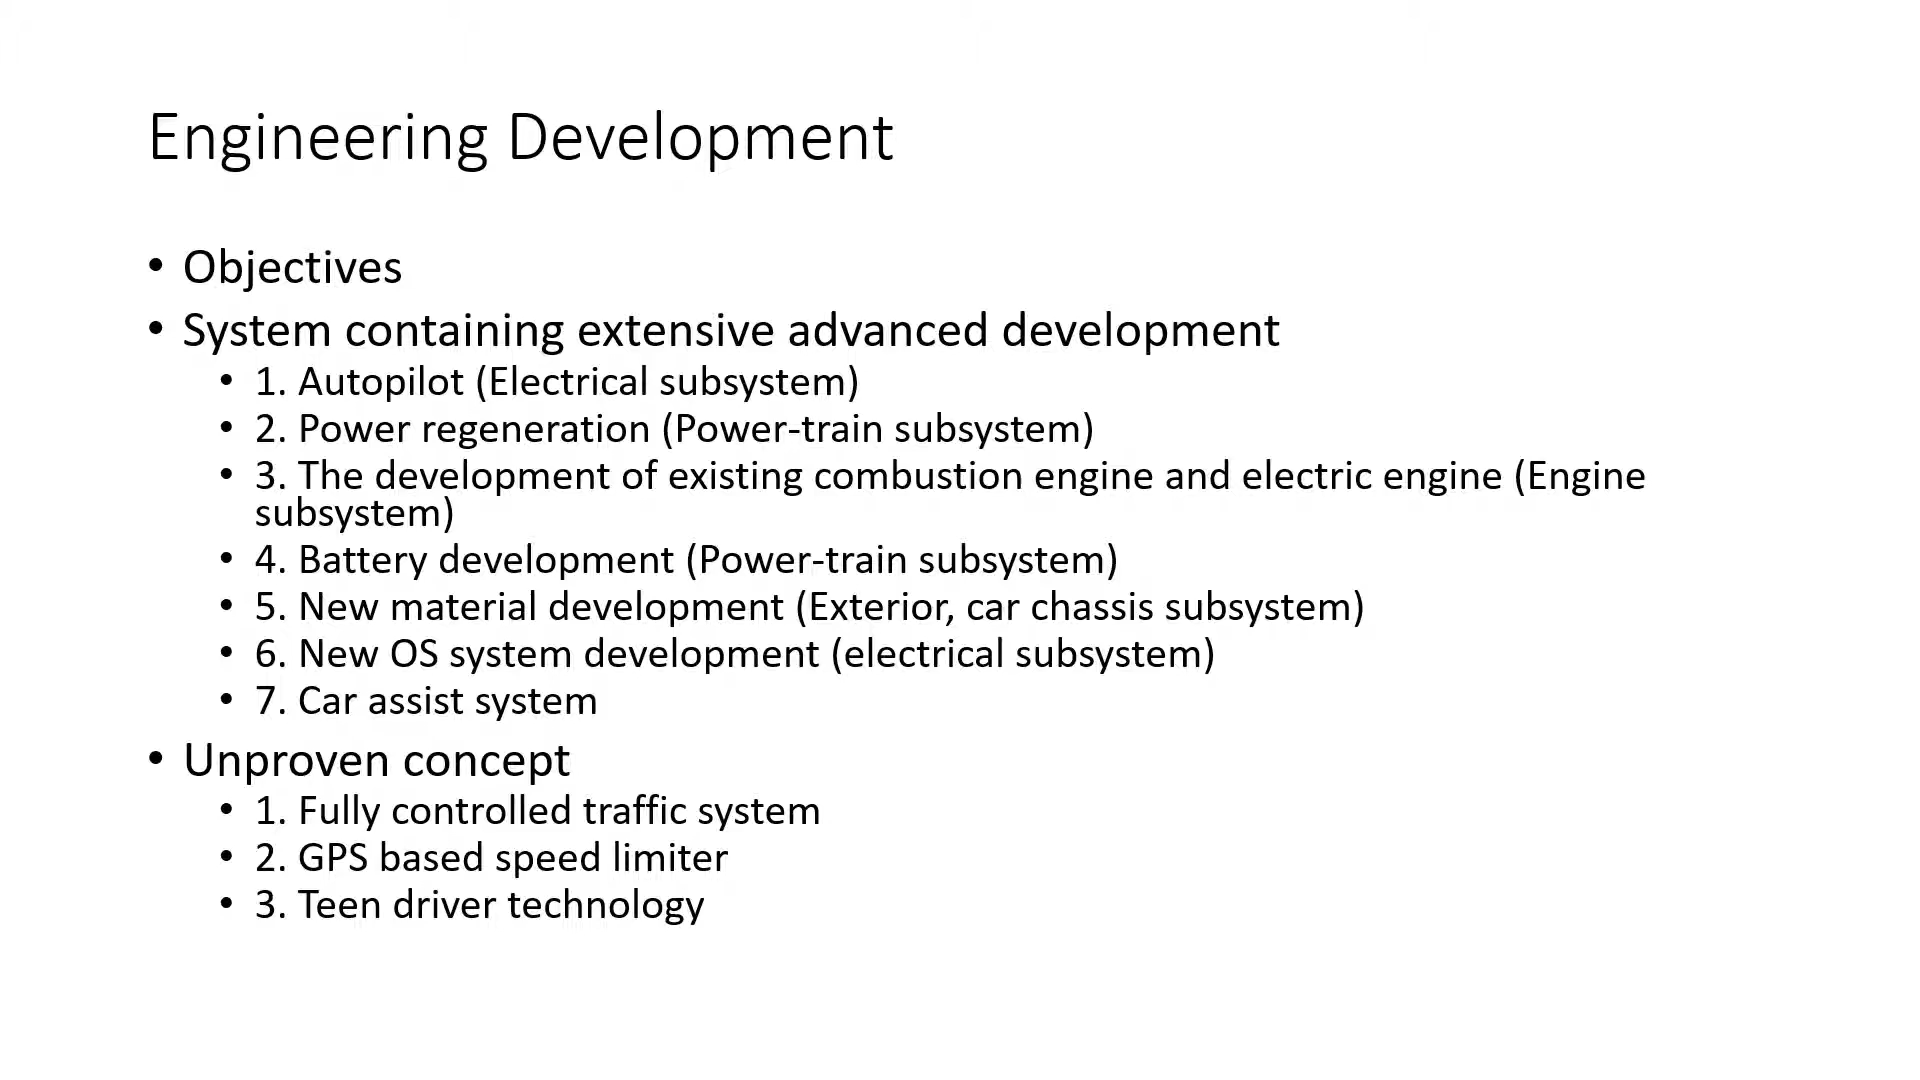 Engineering Development
• Objectives
• System containing extensive advanced development
• 1. Autopilot (Electrical subsystem)
• 2. Power regeneration (Power-train subsystem)
• 3. The development of existing combustion engine and electric engine (Engine
subsystem)
• 4. Battery development (Power-train subsystem)
• 5. New material development (Exterior, car chassis subsystem)
• 6. New OS system development (electrical subsystem)
• 7. Car assist system
• Unproven concept
• 1. Fully controlled traffic system
• 2. GPS based speed limiter
• 3. Teen driver technology